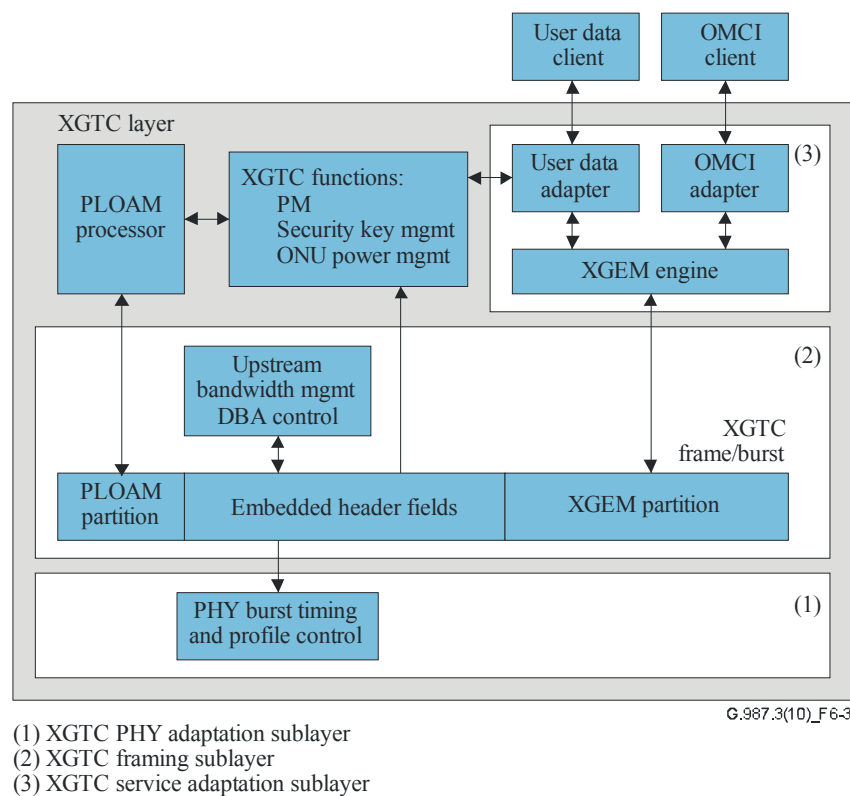 User data
client
OMCI
client
XGTC layer
(3)
PLOAM
processor
XGTC functions:
PM
Security key mgmt
ONU power mgmt
User data
adapter
OMCI
adapter
XGEM engine
(2)
Upstream
bandwidth mgmt
DBA control
XGTC
frame/burst
PLOAM
partition
Embedded header fields
XGEM partition
(1)
PHY burst timing
and profile control
G.987.3(10)_F6-3
(1) XGTC PHY adaptation sublayer
(2) XGTC framing sublayer
(3) XGTC service adaptation sublayer